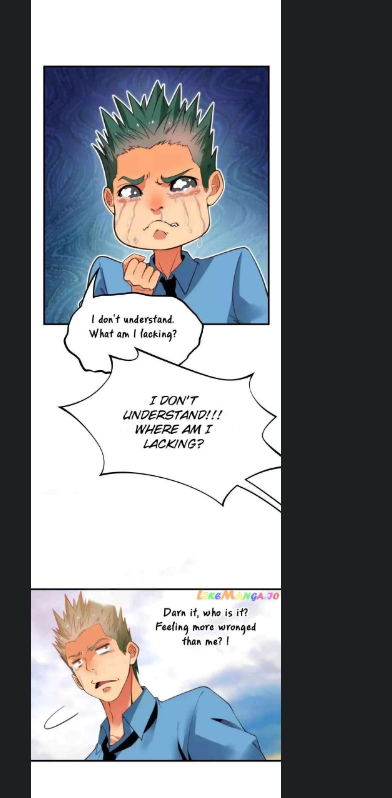 I don't understand.
What am I lacking?
I DON'T
UNDERSTAND!!!
WHERE AM I
LACKING?
LIKEMANGA.IO
Darn it, who is it?
Feeling more wronged
than me? !